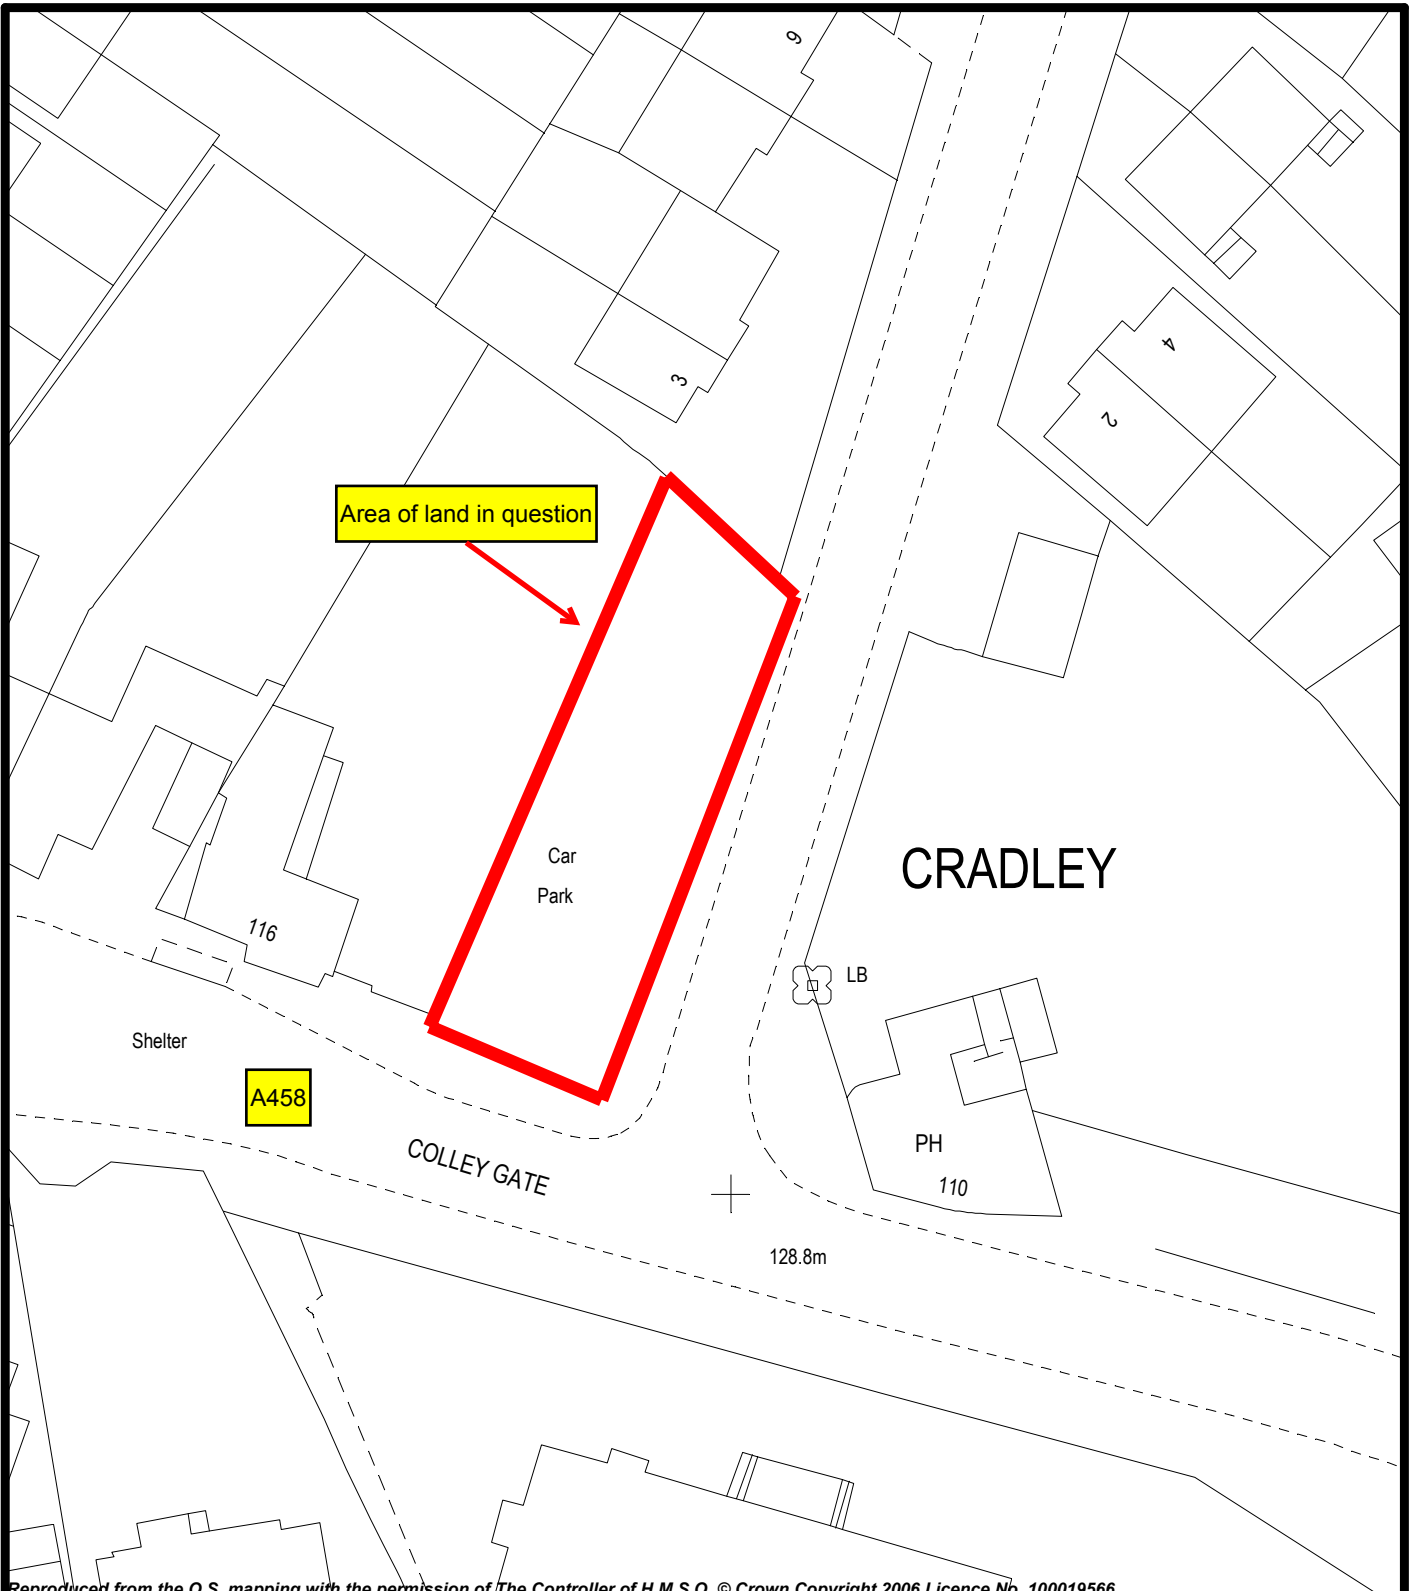 9
4
3
2
Area of land in question
Car
Park
CRADLEY
116
LB
Shelter
A458
PH
COLLEY GATE
110
128.8m
Reproduced from the O.S. mapping with the permission of The Controller of H.M.S.O. © Crown Copyright 2006 Licence No. 100019566